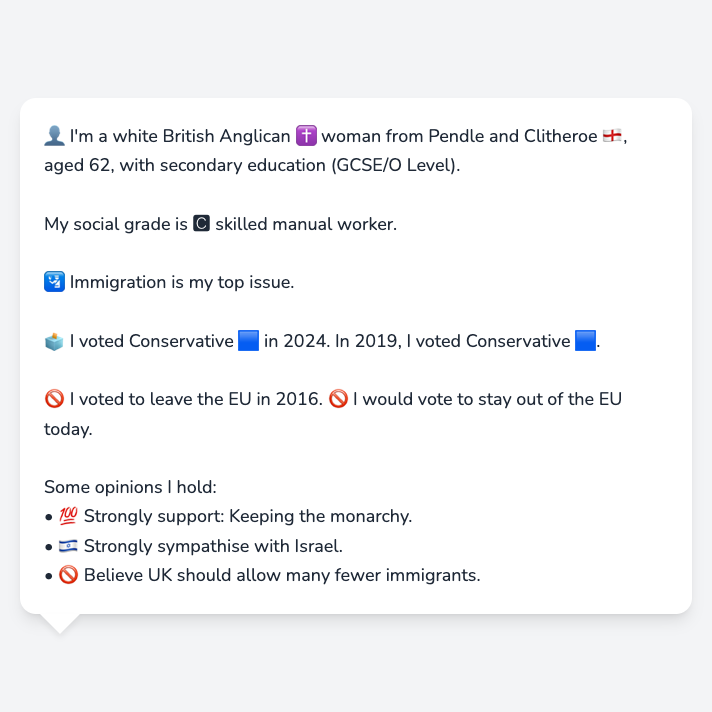 👤 I'm a white British Anglican ✝️ woman from Pendle and Clitheroe 🏴󠁧󠁢󠁥󠁮󠁧󠁿,
aged 62, with secondary education (GCSE/O Level).
My social grade is 🅲 skilled manual worker.
🛂 Immigration is my top issue.
🗳️ I voted Conservative 🟦 in 2024. In 2019, I voted Conservative 🟦.
🚫 I voted to leave the EU in 2016. 🚫 I would vote to stay out of the EU
today.
Some opinions I hold:
• 💯 Strongly support: Keeping the monarchy.
• 🇮🇱 Strongly sympathise with Israel.
• 🚫 Believe UK should allow many fewer immigrants.